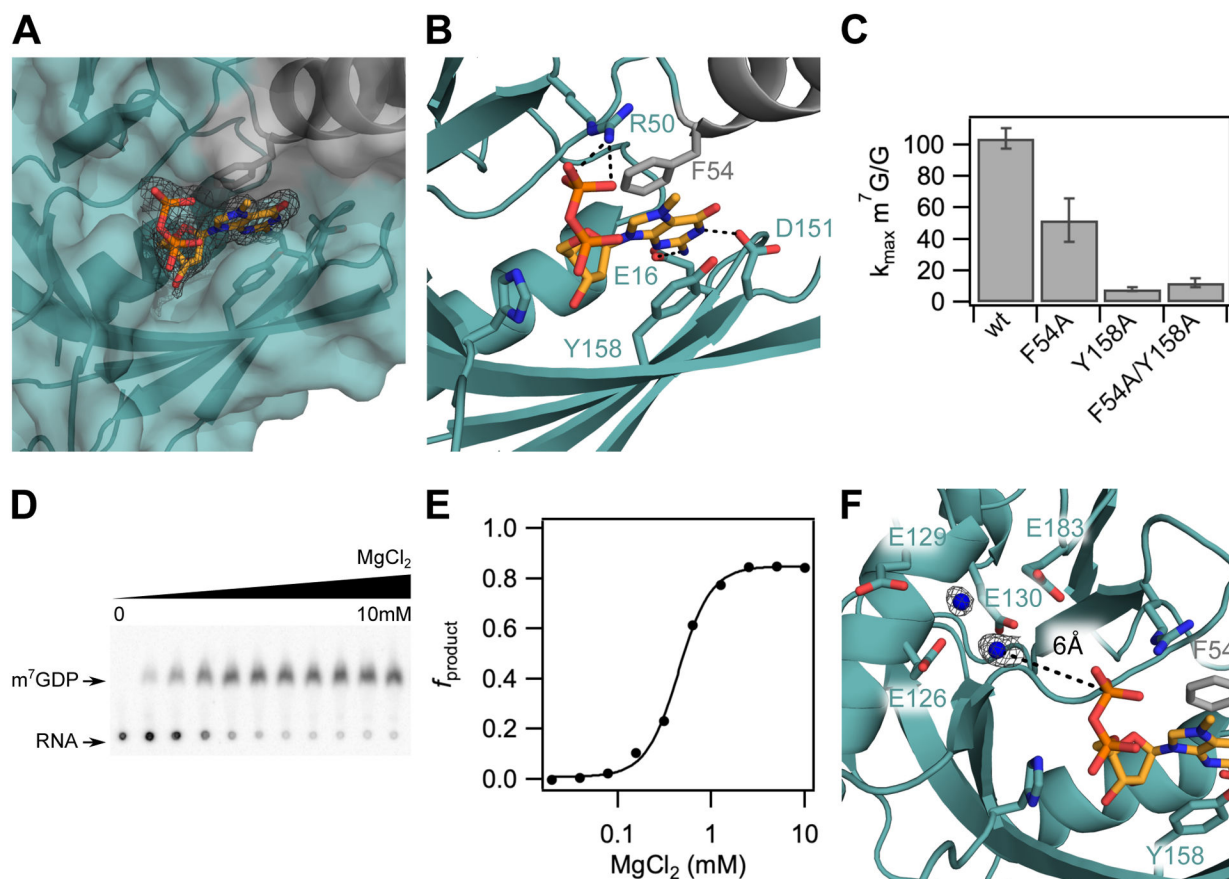 A
B
R50
F54
D151
E16
Y158
C
k_max m⁷G/G
100
80
60
40
20
0
wt
F54A
Y158A
F54A/Y158A
D
MgCl₂
0
10mM
m⁷GDP
RNA
E
f_product
1.0
0.8
0.6
0.4
0.2
0.0
0.1
1
10
MgCl₂ (mM)
F
E129
E183
E130
6Å
F54
E126
Y158